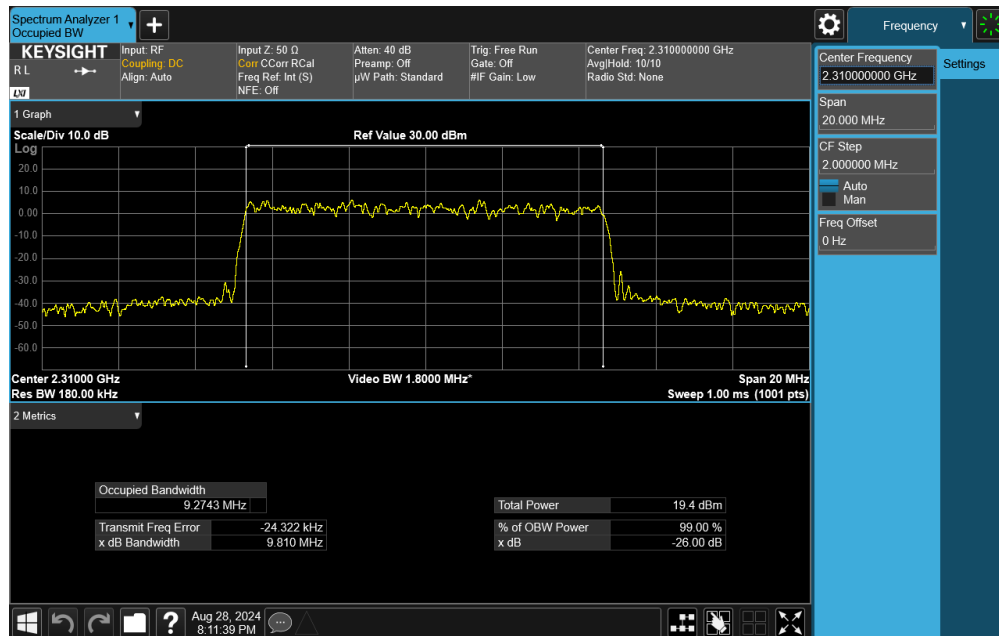 Spectrum Analyzer 1
Occupied BW
Frequency
KEYSIGHT
R L
LXI
Input: RF
Coupling: DC
Align: Auto
Input Z: 50 Ω
Corr CCorr RCal
Freq Ref: Int (S)
NFE: Off
Atten: 40 dB
Preamp: Off
µW Path: Standard
Trig: Free Run
Gate: Off
#IF Gain: Low
Center Freq: 2.310000000 GHz
Avg|Hold: 10/10
Radio Std: None
Center Frequency
2.310000000 GHz
Settings
Span
20.000 MHz
CF Step
2.000000 MHz
Auto
Man
Freq Offset
0 Hz
1 Graph
Scale/Div 10.0 dB
Ref Value 30.00 dBm
Log
20.0
10.0
0.00
-10.0
-20.0
-30.0
-40.0
-50.0
-60.0
Center 2.31000 GHz
Video BW 1.8000 MHz*
Span 20 MHz
Res BW 180.00 kHz
Sweep 1.00 ms (1001 pts)
2 Metrics
Occupied Bandwidth
9.2743 MHz
Total Power 19.4 dBm
Transmit Freq Error -24.322 kHz
% of OBW Power 99.00 %
x dB Bandwidth 9.810 MHz
x dB -26.00 dB
Aug 28, 2024
8:11:39 PM